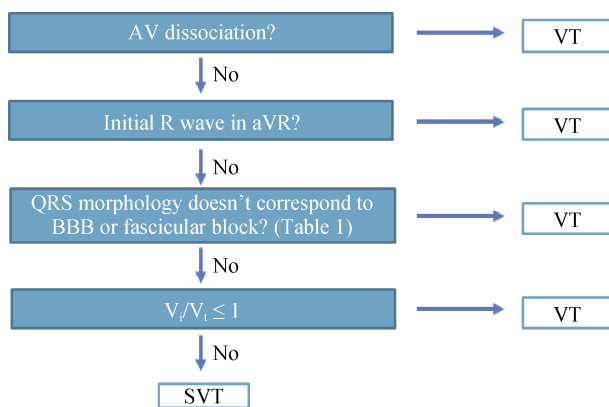 AV dissociation?
VT
No
Initial R wave in aVR?
VT
No
QRS morphology doesn’t correspond to
BBB or fascicular block? (Table 1)
VT
No
Vi/Vt ≤ 1
VT
No
SVT